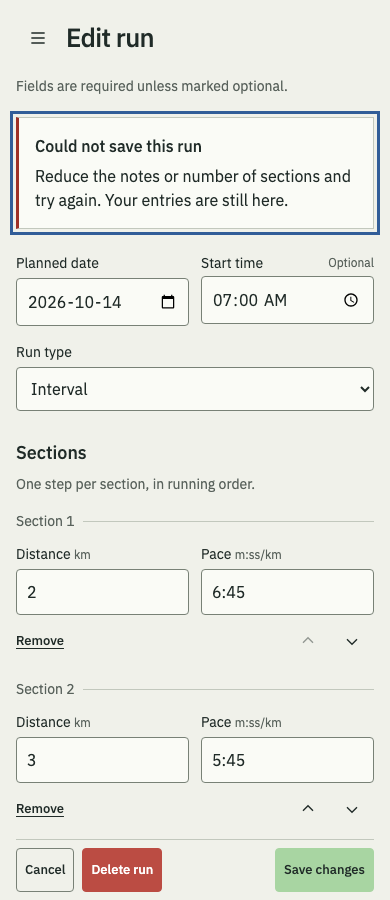 Edit run
Fields are required unless marked optional.
Could not save this run
Reduce the notes or number of sections and
try again. Your entries are still here.
Planned date
Start time Optional
2026-10-14
07:00 AM
Run type
Interval
Sections
One step per section, in running order.
Section 1
Distance km
Pace m:ss/km
2
6:45
Remove
Section 2
Distance km
Pace m:ss/km
3
5:45
Remove
Cancel
Delete run
Save changes